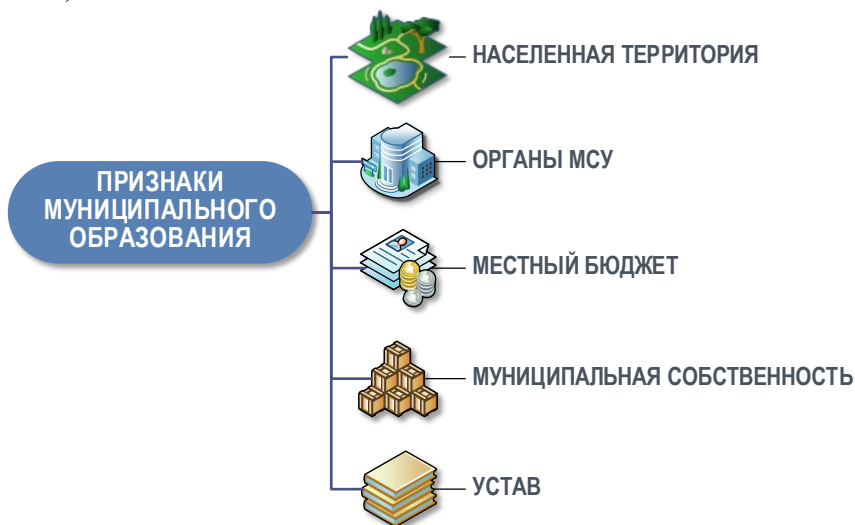 НАСЕЛЕННАЯ ТЕРРИТОРИЯ
ОРГАНЫ МСУ
ПРИЗНАКИ
МУНИЦИПАЛЬНОГО
ОБРАЗОВАНИЯ
МЕСТНЫЙ БЮДЖЕТ
МУНИЦИПАЛЬНАЯ СОБСТВЕННОСТЬ
УСТАВ